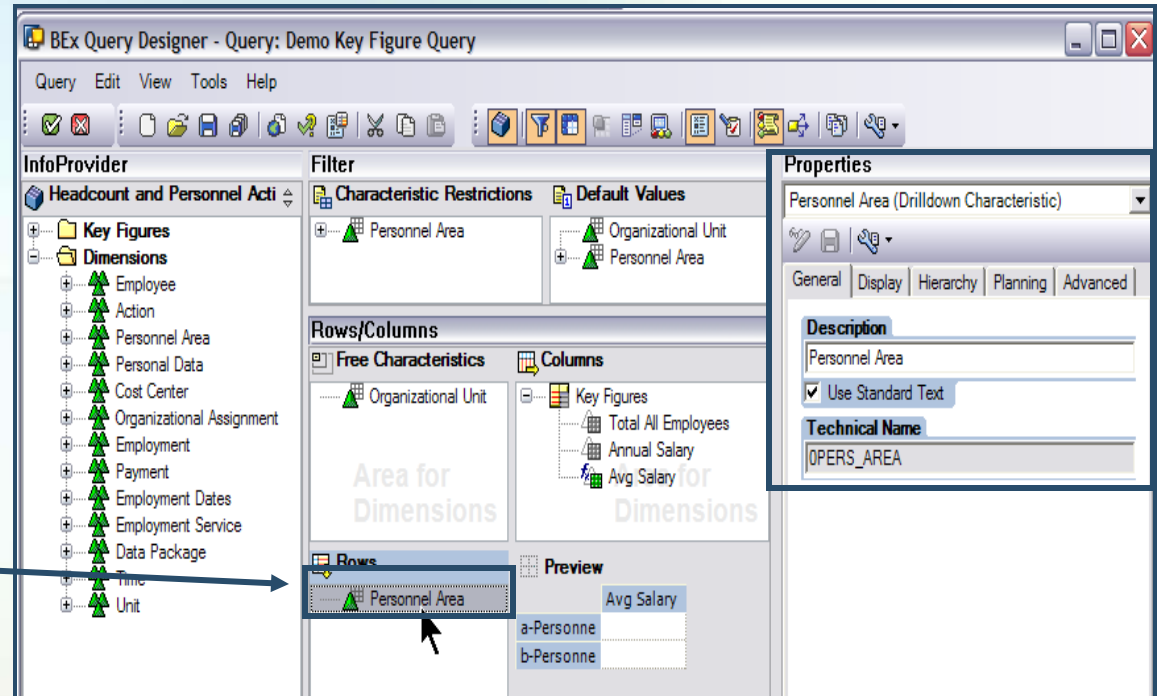 BEx Query Designer - Query: Demo Key Figure Query
Query Edit View Tools Help
InfoProvider
Headcount and Personnel Acti
Key Figures
Dimensions
Employee
Action
Personnel Area
Personal Data
Cost Center
Organizational Assignment
Employment
Payment
Employment Dates
Employment Service
Data Package
Time
Unit
Filter
Characteristic Restrictions
Personnel Area
Default Values
Organizational Unit
Personnel Area
Rows/Columns
Free Characteristics
Organizational Unit
Area for
Dimensions
Columns
Key Figures
Total All Employees
Annual Salary
Avg Salary
for
Dimensions
Rows
Personnel Area
Preview
Avg Salary
a-Personne
b-Personne
Properties
Personnel Area (Drilldown Characteristic)
General Display Hierarchy Planning Advanced
Description
Personnel Area
Use Standard Text
Technical Name
0PERS_AREA